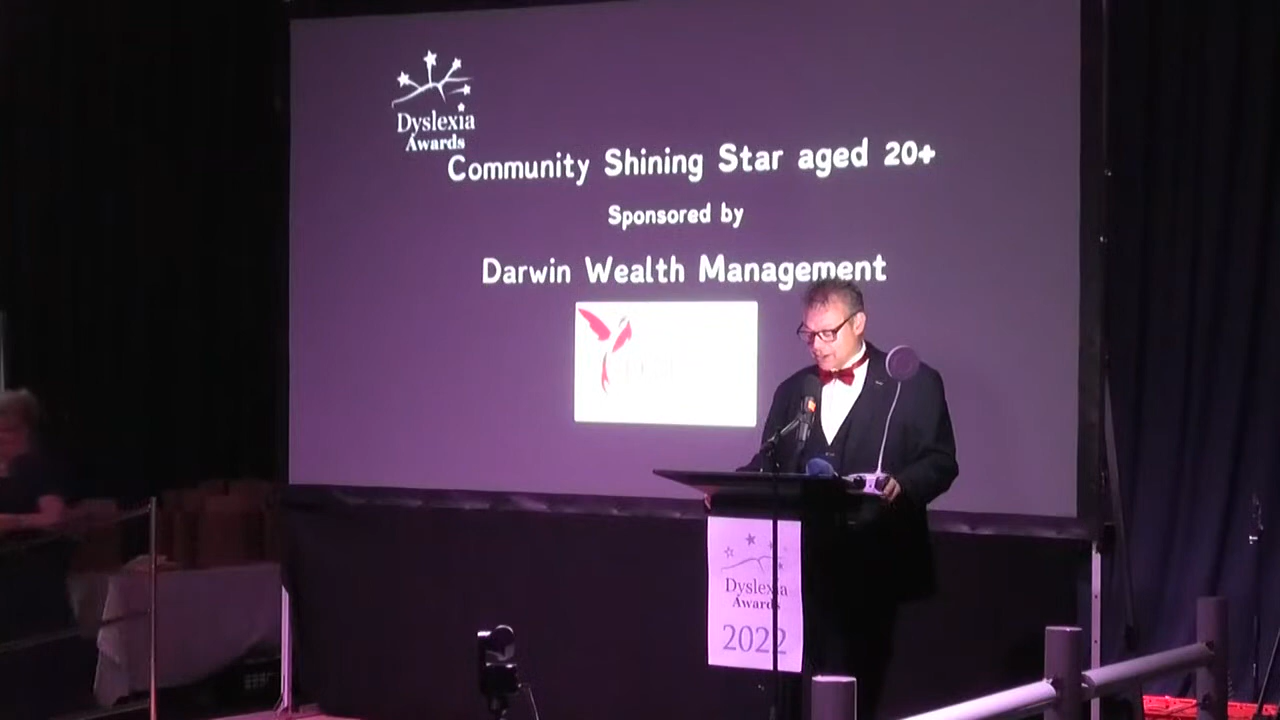 Dyslexia
Awards
Community Shining Star aged 20+
Sponsored by
Darwin Wealth Management
Dyslexia
Awards
2022